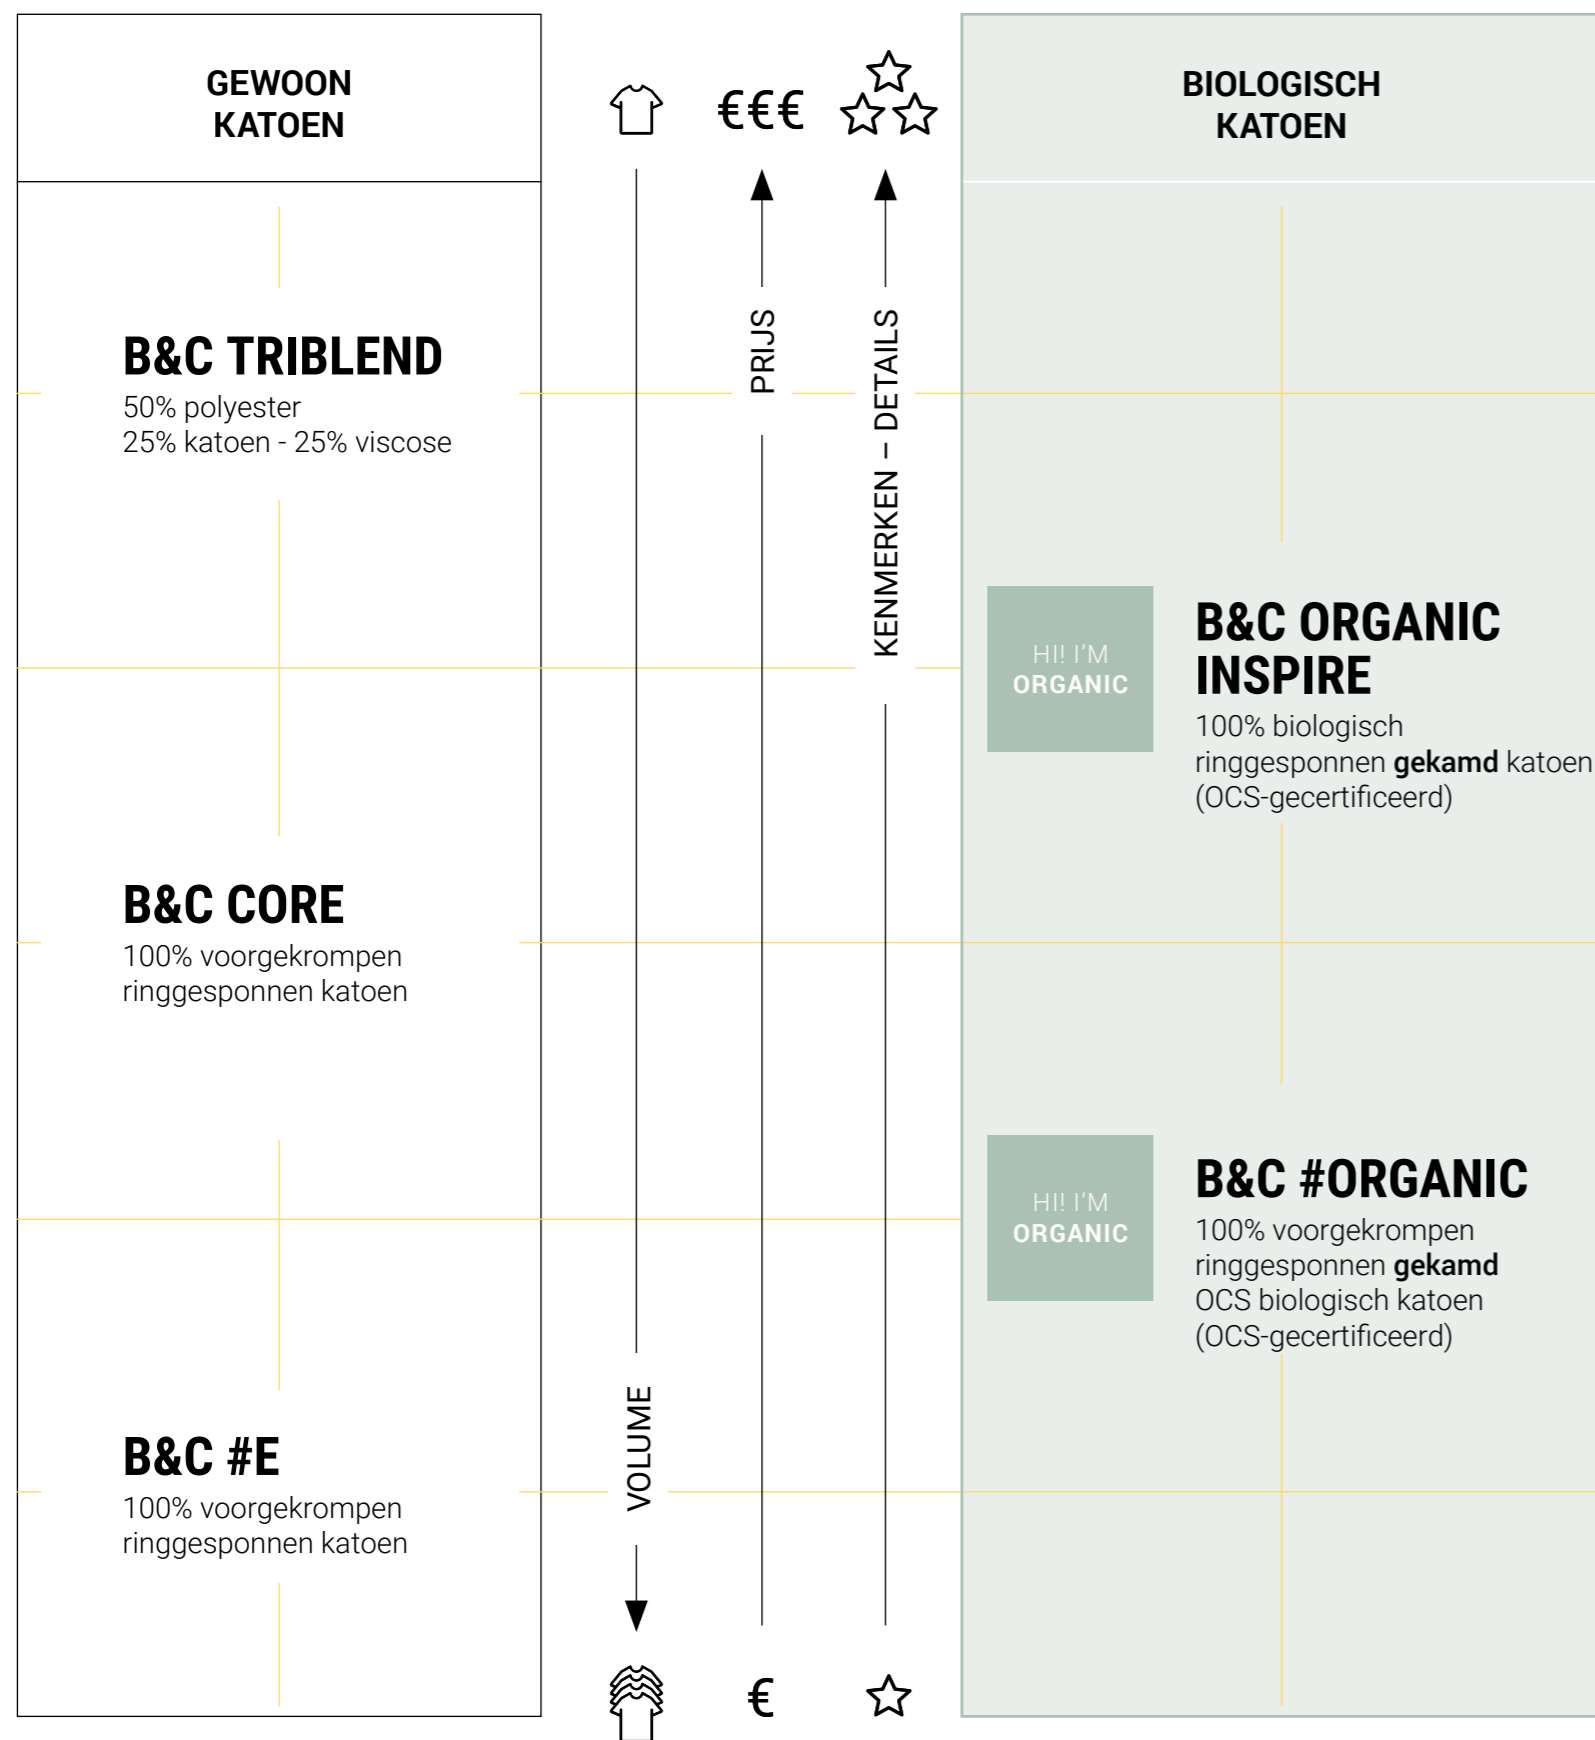 GEWOON
KATOEN
€€€
BIOLOGISCH
KATOEN
B&C TRIBLEND
50% polyester
25% katoen - 25% viscose
PRIJS
KENMERKEN – DETAILS
HI! I'M
ORGANIC
B&C ORGANIC
INSPIRE
100% biologisch
ringgesponnen gekamd katoen
(OCS-gecertificeerd)
B&C CORE
100% voorgekrompen
ringgesponnen katoen
HI! I'M
ORGANIC
B&C #ORGANIC
100% voorgekrompen
ringgesponnen gekamd
OCS biologisch katoen
(OCS-gecertificeerd)
B&C #E
100% voorgekrompen
ringgesponnen katoen
VOLUME
€